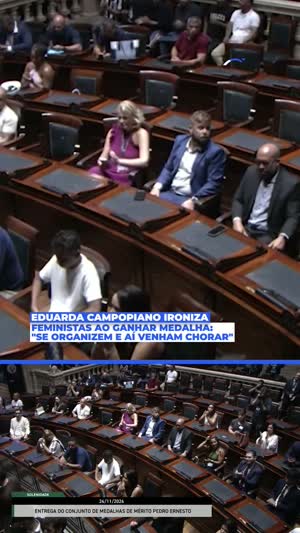 EDUARDA CAMPOPIANO IRONIZA
FEMINISTAS AO GANHAR MEDALHA:
"SE ORGANIZEM E AÍ VENHAM CHORAR"
SOLENIDADE
26/11/2024
ENTREGA DO CONJUNTO DE MEDALHAS DE MÉRITO PEDRO ERNESTO